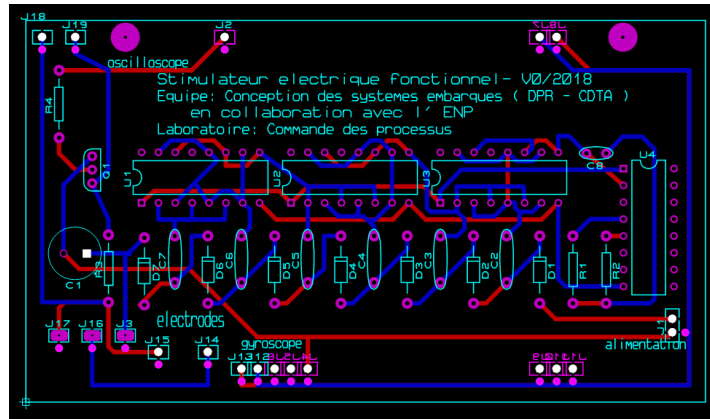 J18
J19
J2
oscilloscope
Stimulateur electrique fonctionnel- V0/2018
Equipe: Conception des systemes embarques ( DPR - CDTA )
en collaboration avec l' ENP
Laboratoire: Commande des processus
R4
Q1
U1
U2
U3
C8
U4
C1
R3
C7
D6
C6
D5
C5
D4
C4
D3
C3
D2
C2
D1
R1
R2
J17
J16
J3
electrodes
J15
J14
gyroscope
J13
J1
alimentation